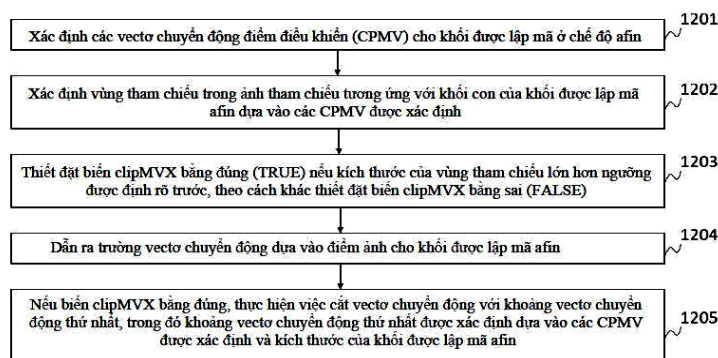 1201
Xác định các vectơ chuyển động điểm điều khiển (CPMV) cho khối được lập mã ở chế độ afin
1202
Xác định vùng tham chiếu trong ảnh tham chiếu tương ứng với khối con của khối được lập mã
afin dựa vào các CPMV được xác định
1203
Thiết đặt biến clipMVX bằng đúng (TRUE) nếu kích thước của vùng tham chiếu lớn hơn ngưỡng
được định rõ trước, theo cách khác thiết đặt biến clipMVX bằng sai (FALSE)
1204
Dẫn ra trường vectơ chuyển động dựa vào điểm ảnh cho khối được lập mã afin
Nếu biến clipMVX bằng đúng, thực hiện việc cắt vectơ chuyển động với khoảng vectơ chuyển
1205
động thứ nhất, trong đó khoảng vectơ chuyển động thứ nhất được xác định dựa vào các CPMV
được xác định và kích thước của khối được lập mã afin